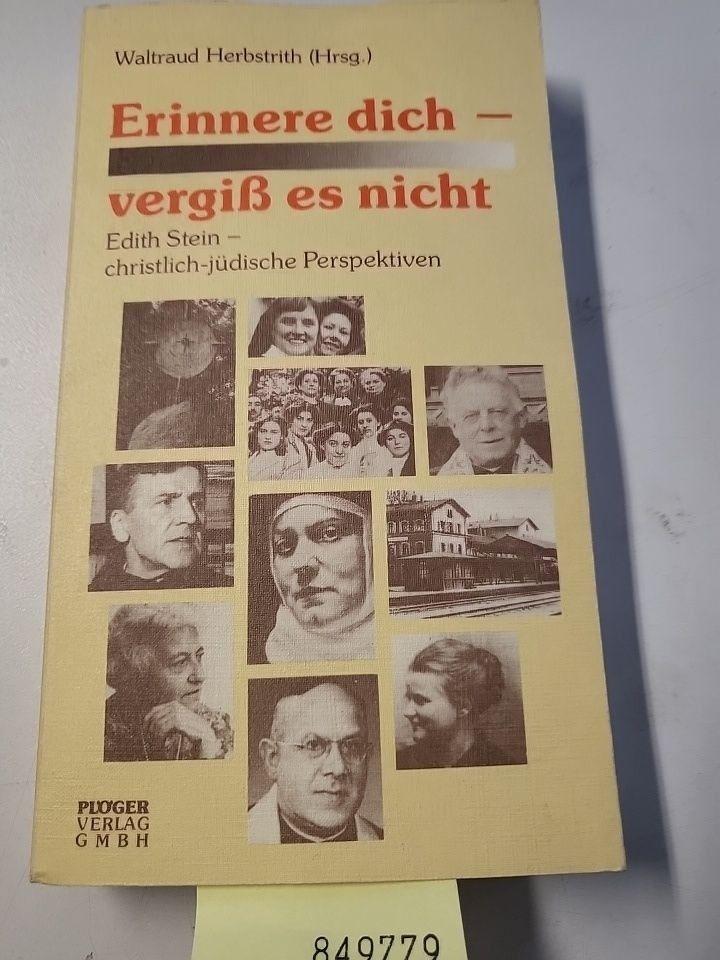 Waltraud Herbstrith (Hrsg.)
Erinnere dich –
vergiß es nicht
Edith Stein –
christlich-jüdische Perspektiven
PLÖGER
VERLAG
GMBH
849779